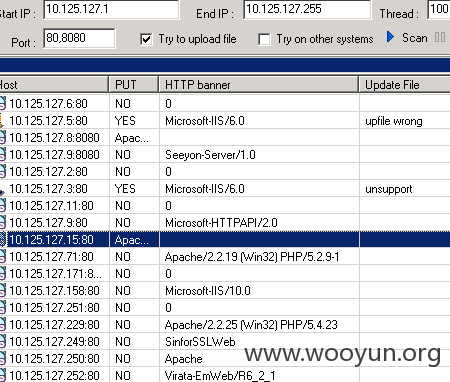 Start IP : 10.125.127.1 End IP : 10.125.127.255 Thread : 100
Port : 80,8080 Try to upload file Try on other systems Scan
Host PUT HTTP banner Update File
10.125.127.6:80 NO 0
10.125.127.5:80 YES Microsoft-IIS/6.0 upfile wrong
10.125.127.8:8080 Apac...
10.125.127.9:8080 NO Seeyon-Server/1.0
10.125.127.2:80 NO 0
10.125.127.3:80 YES Microsoft-IIS/6.0 unsupport
10.125.127.11:80 NO 0
10.125.127.9:80 NO Microsoft-HTTPAPI/2.0
10.125.127.15:80 Apac...
10.125.127.71:80 NO Apache/2.2.19 (Win32) PHP/5.2.9-1
10.125.127.171:8... NO 0
10.125.127.158:80 NO Microsoft-IIS/10.0
10.125.127.251:80 NO 0
10.125.127.229:80 NO Apache/2.2.25 (Win32) PHP/5.4.23
10.125.127.249:80 NO SinforSSLWeb
10.125.127.250:80 NO Apache
10.125.127.252:80 NO Virata-EmWeb/R6_2_1
www.wooyun.org